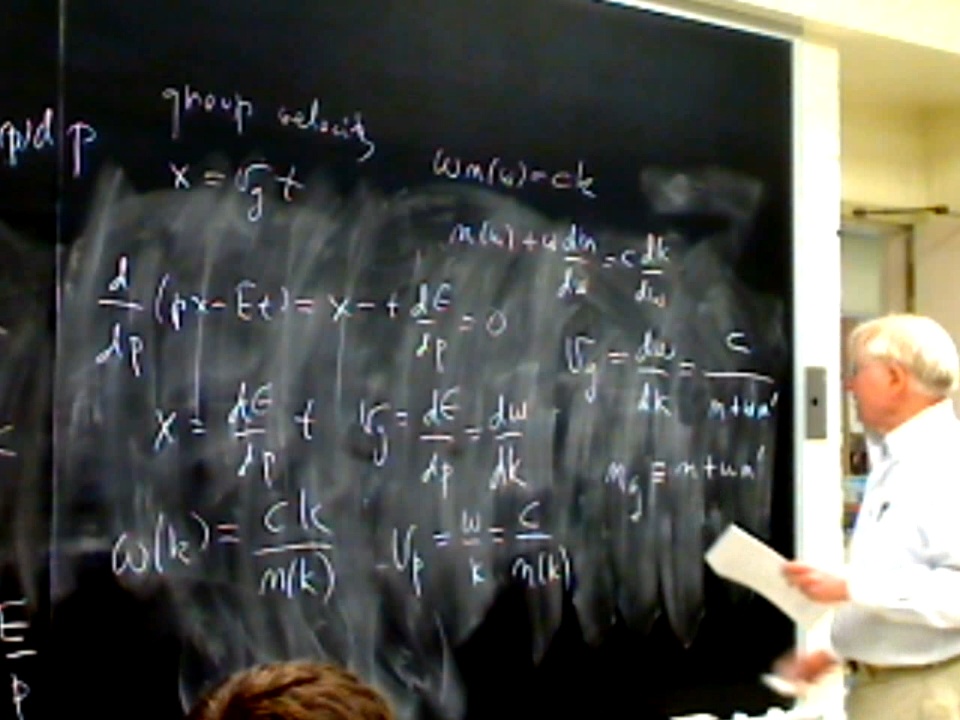 group velocity
x = v_g t
d/dp (px - Et) = x - t dE/dp = 0
x = dE/dp t   v_g = dE/dp = dω/dk
ω(k) = ck/n(k)   v_p = ω/k = c/n(k)
ωn(ω) = ck
n(ω) + ω dn/dω = c dk/dω
v_g = dω/dk = c/(n + ωn')
n_g ≡ n + ωn'
E/p